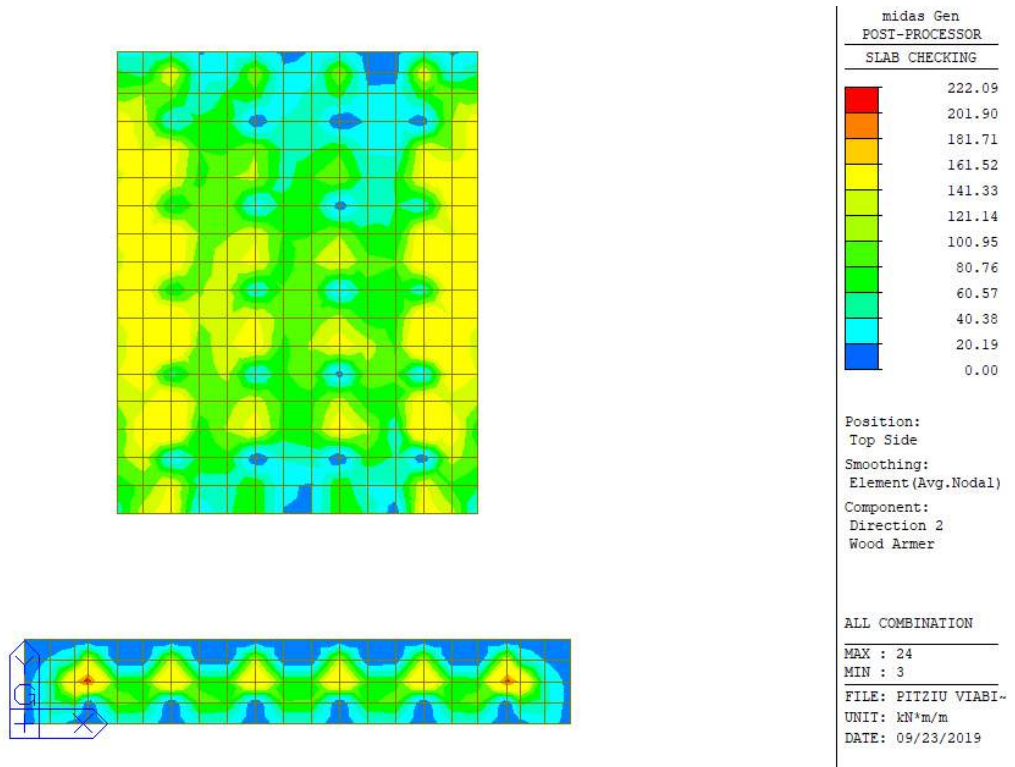 midas Gen
POST-PROCESSOR
SLAB CHECKING
222.09
201.90
181.71
161.52
141.33
121.14
100.95
80.76
60.57
40.38
20.19
0.00
Position:
Top Side
Smoothing:
Element(Avg.Nodal)
Component:
Direction 2
Wood Armer
ALL COMBINATION
MAX : 24
MIN : 3
FILE: PITZIU VIABI~
UNIT: kN*m/m
DATE: 09/23/2019
Y
G
X